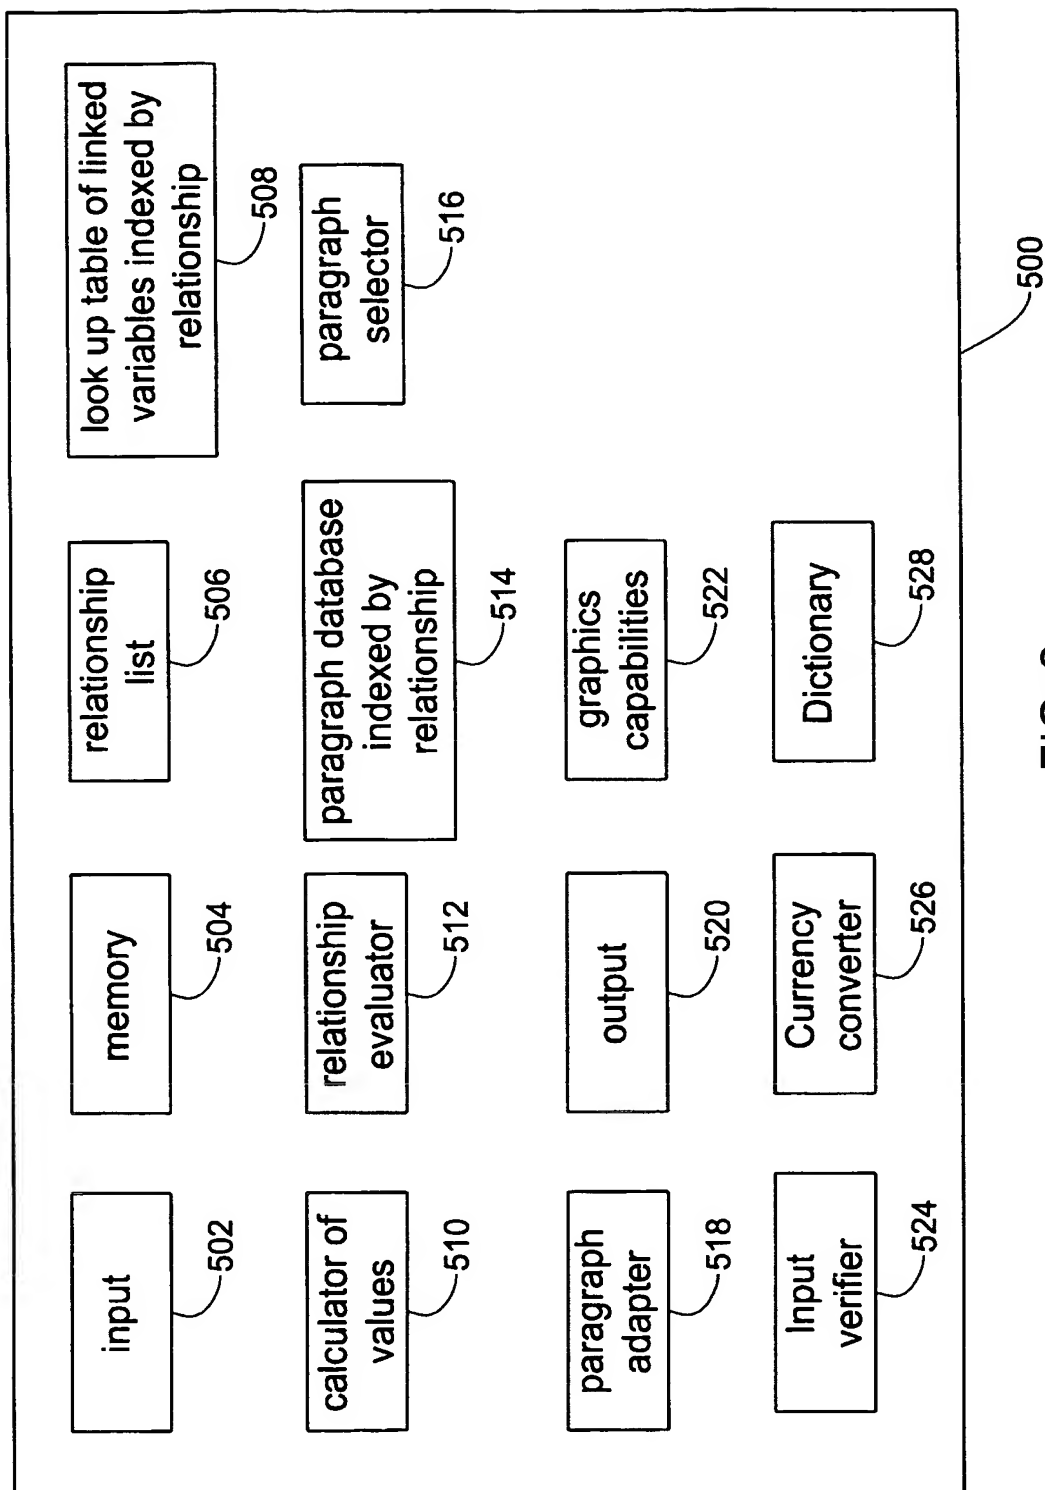 input
502
memory
504
relationship
list
506
look up table of linked
variables indexed by
relationship
508
calculator of
values
510
relationship
evaluator
512
paragraph database
indexed by
relationship
514
paragraph
selector
516
paragraph
adapter
518
output
520
graphics
capabilities
522
Input
verifier
524
Currency
converter
526
Dictionary
528
500